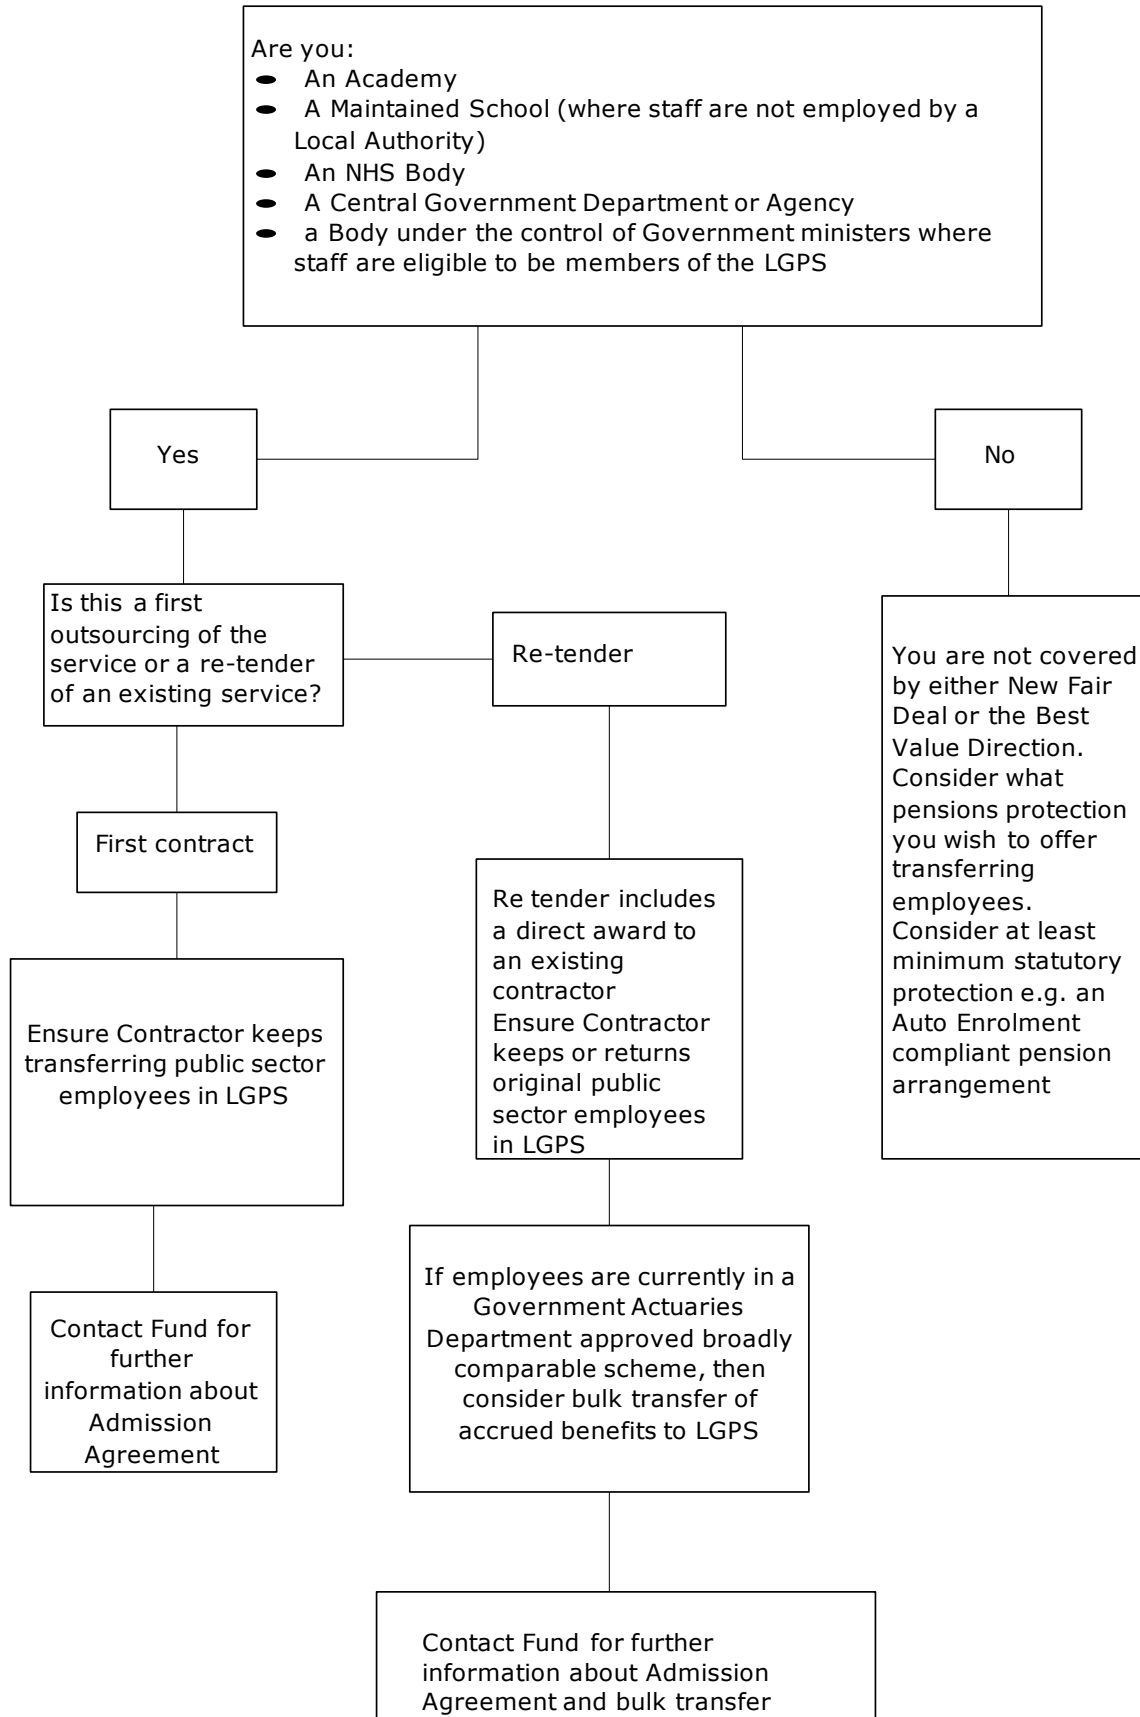 Are you:
An Academy
A Maintained School (where staff are not employed by a
Local Authority)
An NHS Body
A Central Government Department or Agency
a Body under the control of Government ministers where
staff are eligible to be members of the LGPS
Yes
No
Is this a first
outsourcing of the
service or a re-tender
of an existing service?
Re-tender
First contract
Ensure Contractor keeps
transferring public sector
employees in LGPS
Contact Fund for
further
information about
Admission
Agreement
Re tender includes
a direct award to
an existing
contractor
Ensure Contractor
keeps or returns
original public
sector employees
in LGPS
If employees are currently in a
Government Actuaries
Department approved broadly
comparable scheme, then
consider bulk transfer of
accrued benefits to LGPS
Contact Fund for further
information about Admission
Agreement and bulk transfer
You are not covered
by either New Fair
Deal or the Best
Value Direction.
Consider what
pensions protection
you wish to offer
transferring
employees.
Consider at least
minimum statutory
protection e.g. an
Auto Enrolment
compliant pension
arrangement